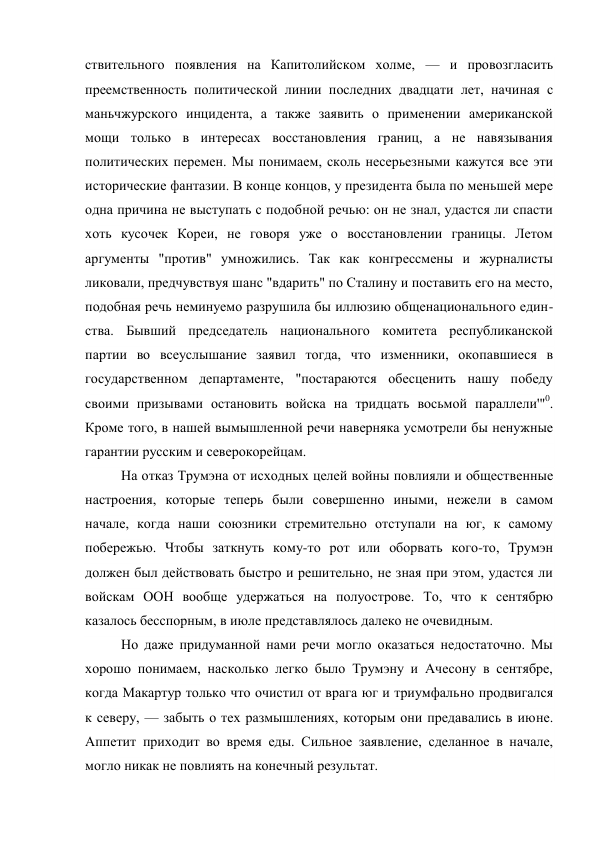 ствительного появления на Капитолийском холме, — и провозгласить
преемственность политической линии последних двадцати лет, начиная с
маньчжурского инцидента, а также заявить о применении американской
мощи только в интересах восстановления границ, а не навязывания
политических перемен. Мы понимаем, сколь несерьезными кажутся все эти
исторические фантазии. В конце концов, у президента была по меньшей мере
одна причина не выступать с подобной речью: он не знал, удастся ли спасти
хоть кусочек Кореи, не говоря уже о восстановлении границы. Летом
аргументы "против" умножились. Так как конгрессмены и журналисты
ликовали, предчувствуя шанс "вдарить" по Сталину и поставить его на место,
подобная речь неминуемо разрушила бы иллюзию общенационального един-
ства. Бывший председатель национального комитета республиканской
партии во всеуслышание заявил тогда, что изменники, окопавшиеся в
государственном департаменте, "постараются обесценить нашу победу
своими призывами остановить войска на тридцать восьмой параллели'"0.
Кроме того, в нашей вымышленной речи наверняка усмотрели бы ненужные
гарантии русским и северокорейцам.
На отказ Трумэна от исходных целей войны повлияли и общественные
настроения, которые теперь были совершенно иными, нежели в самом
начале, когда наши союзники стремительно отступали на юг, к самому
побережью. Чтобы заткнуть кому-то рот или оборвать кого-то, Трумэн
должен был действовать быстро и решительно, не зная при этом, удастся ли
войскам ООН вообще удержаться на полуострове. То, что к сентябрю
казалось бесспорным, в июле представлялось далеко не очевидным.
Но даже придуманной нами речи могло оказаться недостаточно. Мы
хорошо понимаем, насколько легко было Трумэну и Ачесону в сентябре,
когда Макартур только что очистил от врага юг и триумфально продвигался
к северу, — забыть о тех размышлениях, которым они предавались в июне.
Аппетит приходит во время еды. Сильное заявление, сделанное в начале,
могло никак не повлиять на конечный результат.